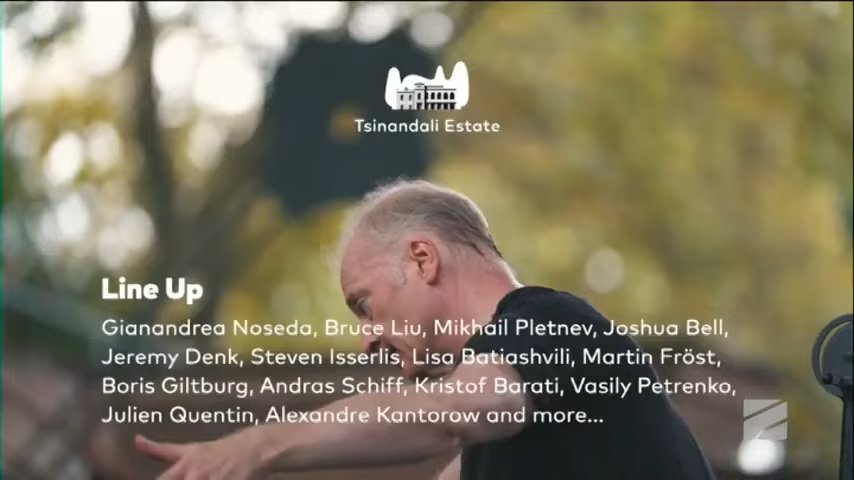 Tsinandali Estate
Line Up
Gianandrea Noseda, Bruce Liu, Mikhail Pletnev, Joshua Bell,
Jeremy Denk, Steven Isserlis, Lisa Batiashvili, Martin Fröst,
Boris Giltburg, Andras Schiff, Kristof Barati, Vasily Petrenko,
Julien Quentin, Alexandre Kantorow and more...